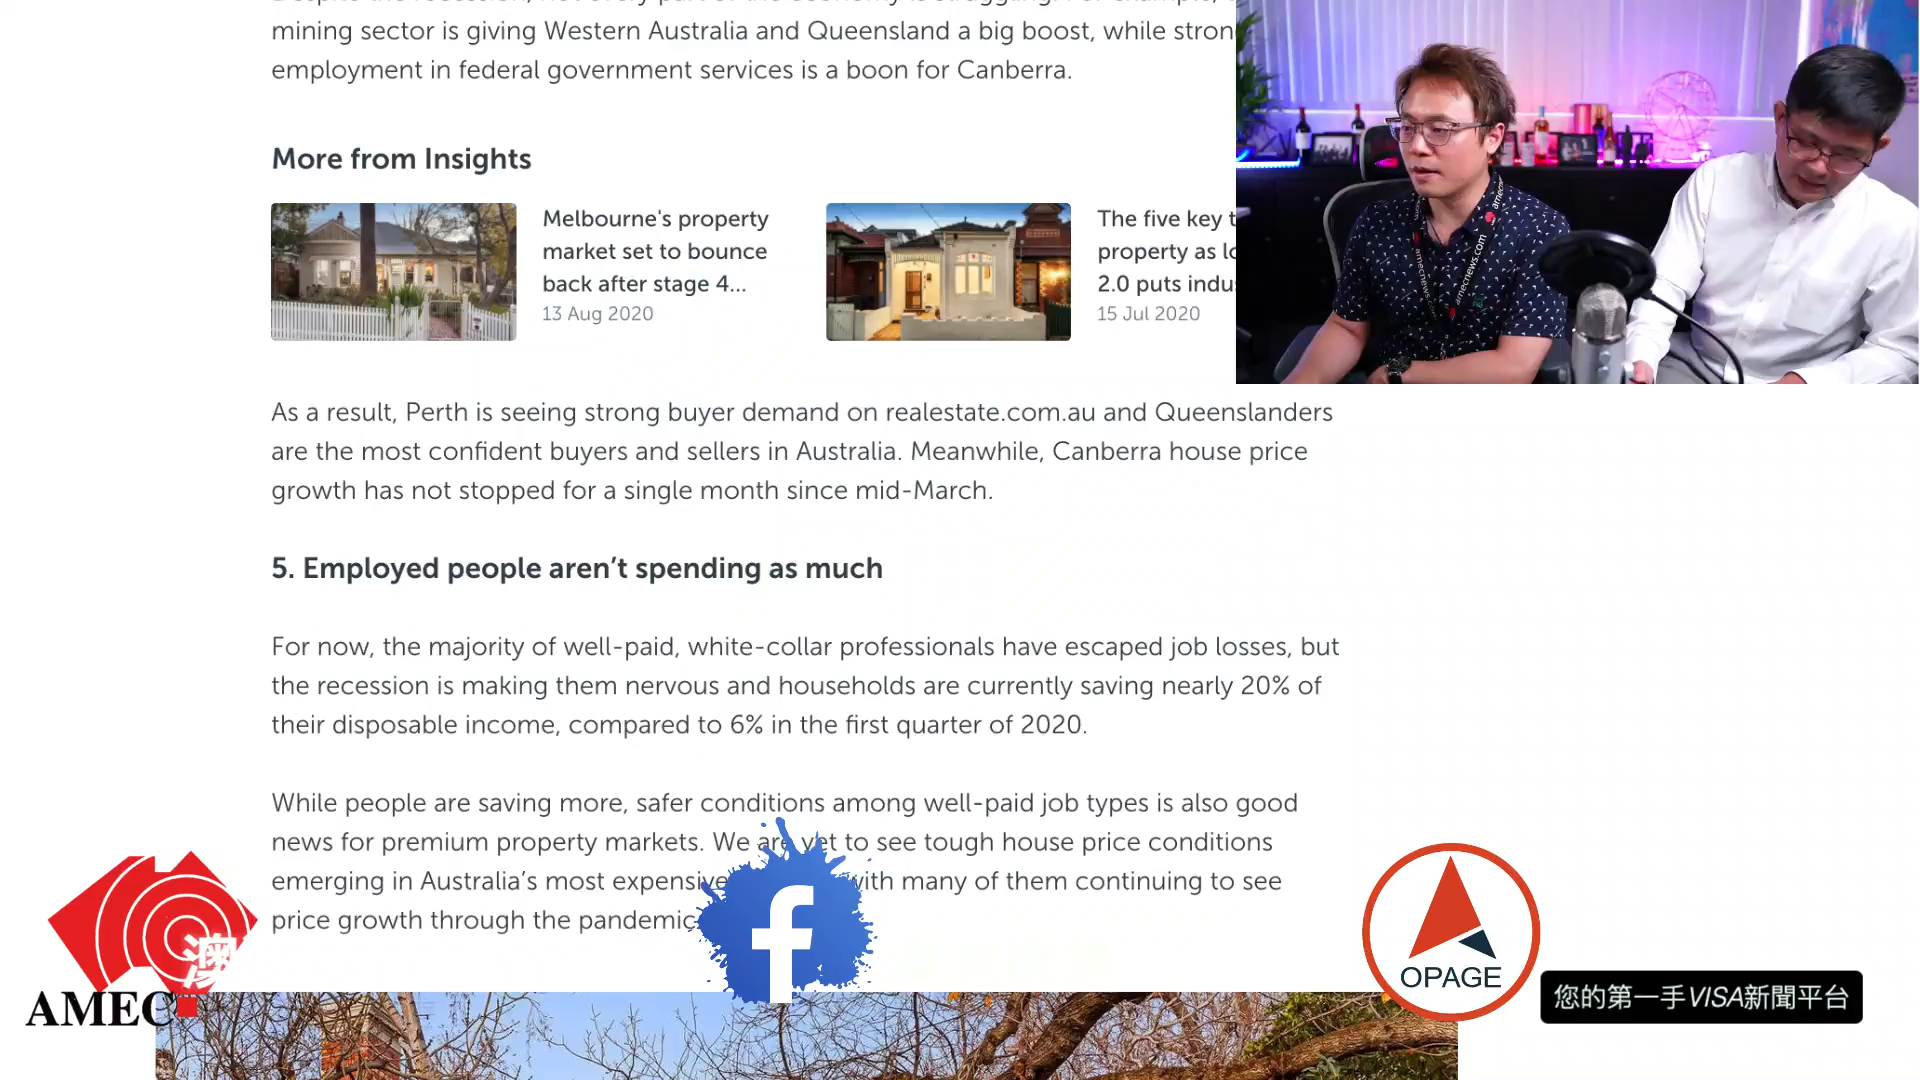 mining sector is giving Western Australia and Queensland a big boost, while stron
employment in federal government services is a boon for Canberra.
More from Insights
Melbourne's property
market set to bounce
back after stage 4...
13 Aug 2020
The five key t
property as lo
2.0 puts indu
15 Jul 2020
amecnews.com
As a result, Perth is seeing strong buyer demand on realestate.com.au and Queenslanders
are the most confident buyers and sellers in Australia. Meanwhile, Canberra house price
growth has not stopped for a single month since mid-March.
5. Employed people aren’t spending as much
For now, the majority of well-paid, white-collar professionals have escaped job losses, but
the recession is making them nervous and households are currently saving nearly 20% of
their disposable income, compared to 6% in the first quarter of 2020.
While people are saving more, safer conditions among well-paid job types is also good
news for premium property markets. We are yet to see tough house price conditions
emerging in Australia’s most expensive with many of them continuing to see
price growth through the pandemic
澳
AMEC
f
OPAGE
您的第一手VISA新聞平台